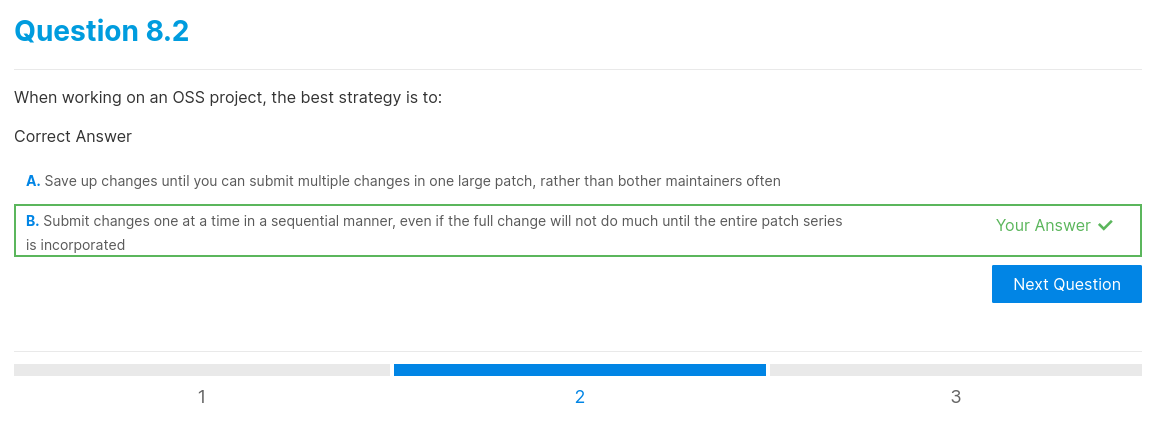 Question 8.2
When working on an OSS project, the best strategy is to:
Correct Answer
A. Save up changes until you can submit multiple changes in one large patch, rather than bother maintainers often
B. Submit changes one at a time in a sequential manner, even if the full change will not do much until the entire patch series
is incorporated
Your Answer ✔
Next Question
1
2
3